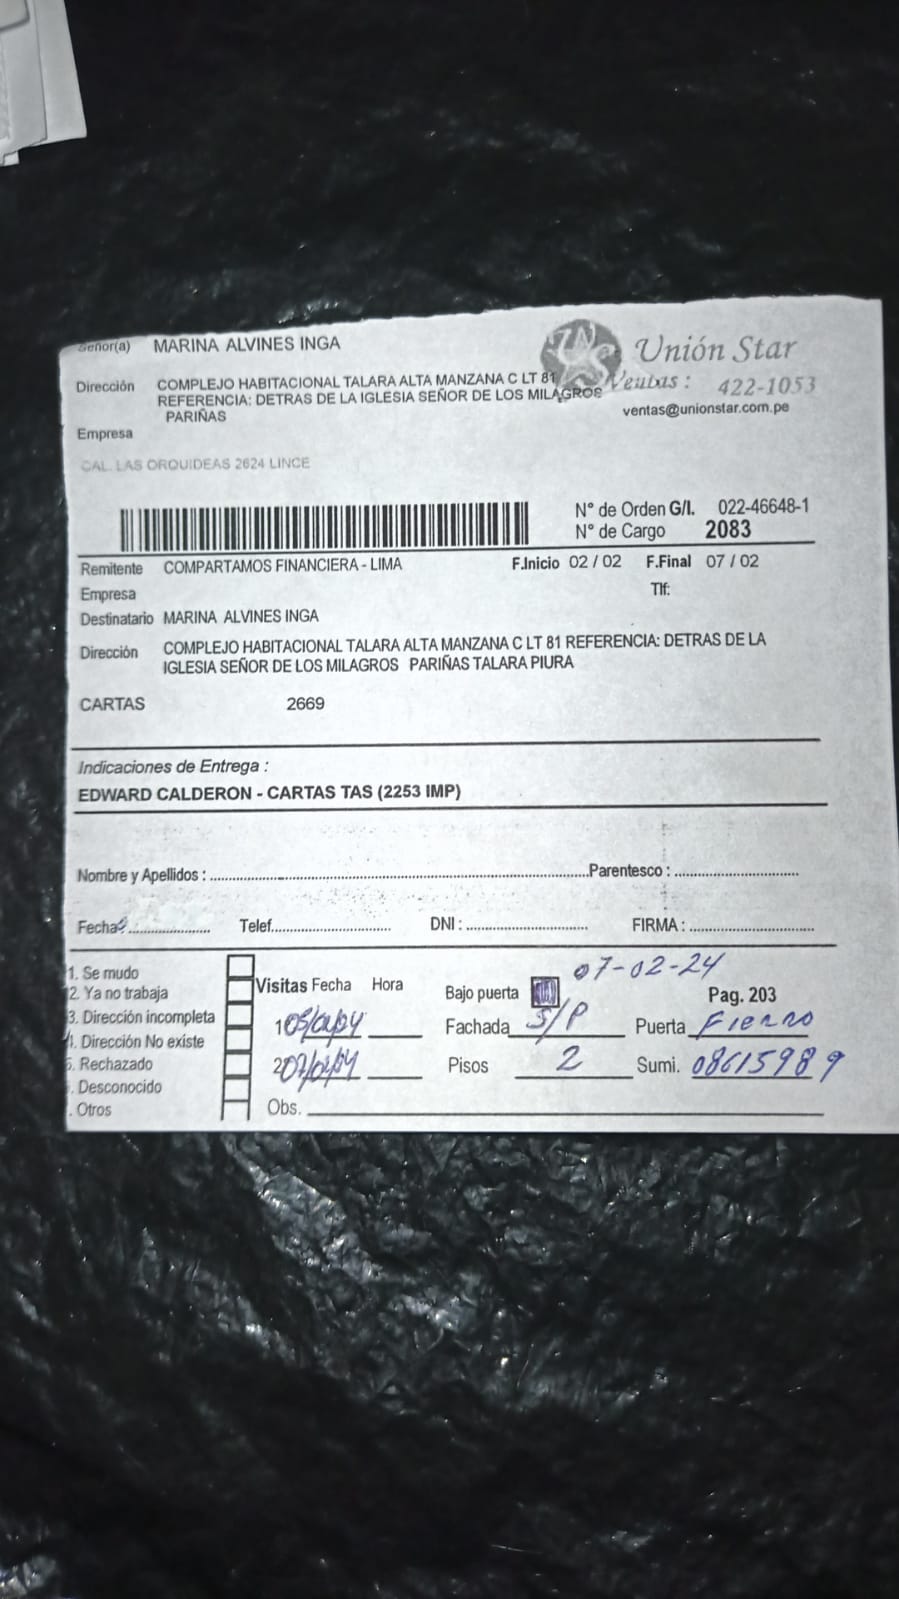 Señor(a) MARINA ALVINES INGA
Unión Star
Dirección COMPLEJO HABITACIONAL TALARA ALTA MANZANA C LT 81
REFERENCIA: DETRAS DE LA IGLESIA SEÑOR DE LOS MILAGROS
PARIÑAS
Ventas: 422-1053
ventas@unionstar.com.pe
Empresa
CAL. LAS ORQUIDEAS 2624 LINCE
N° de Orden G/I. 022-46648-1
N° de Cargo 2083
Remitente COMPARTAMOS FINANCIERA - LIMA F.Inicio 02 / 02 F.Final 07 / 02
Empresa Tlf:
Destinatario MARINA ALVINES INGA
Dirección COMPLEJO HABITACIONAL TALARA ALTA MANZANA C LT 81 REFERENCIA: DETRAS DE LA
IGLESIA SEÑOR DE LOS MILAGROS PARIÑAS TALARA PIURA
CARTAS 2669
Indicaciones de Entrega :
EDWARD CALDERON - CARTAS TAS (2253 IMP)
Nombre y Apellidos : Parentesco :
Fecha Telef. DNI : FIRMA :
1. Se mudo
2. Ya no trabaja
3. Dirección incompleta
. Dirección No existe
. Rechazado
. Desconocido
. Otros
Visitas Fecha Hora
1
2
Obs.
07-02-24
Bajo puerta Pag. 203
Fachada S/P Puerta Fierro
Pisos 2 Sumi. 08615989